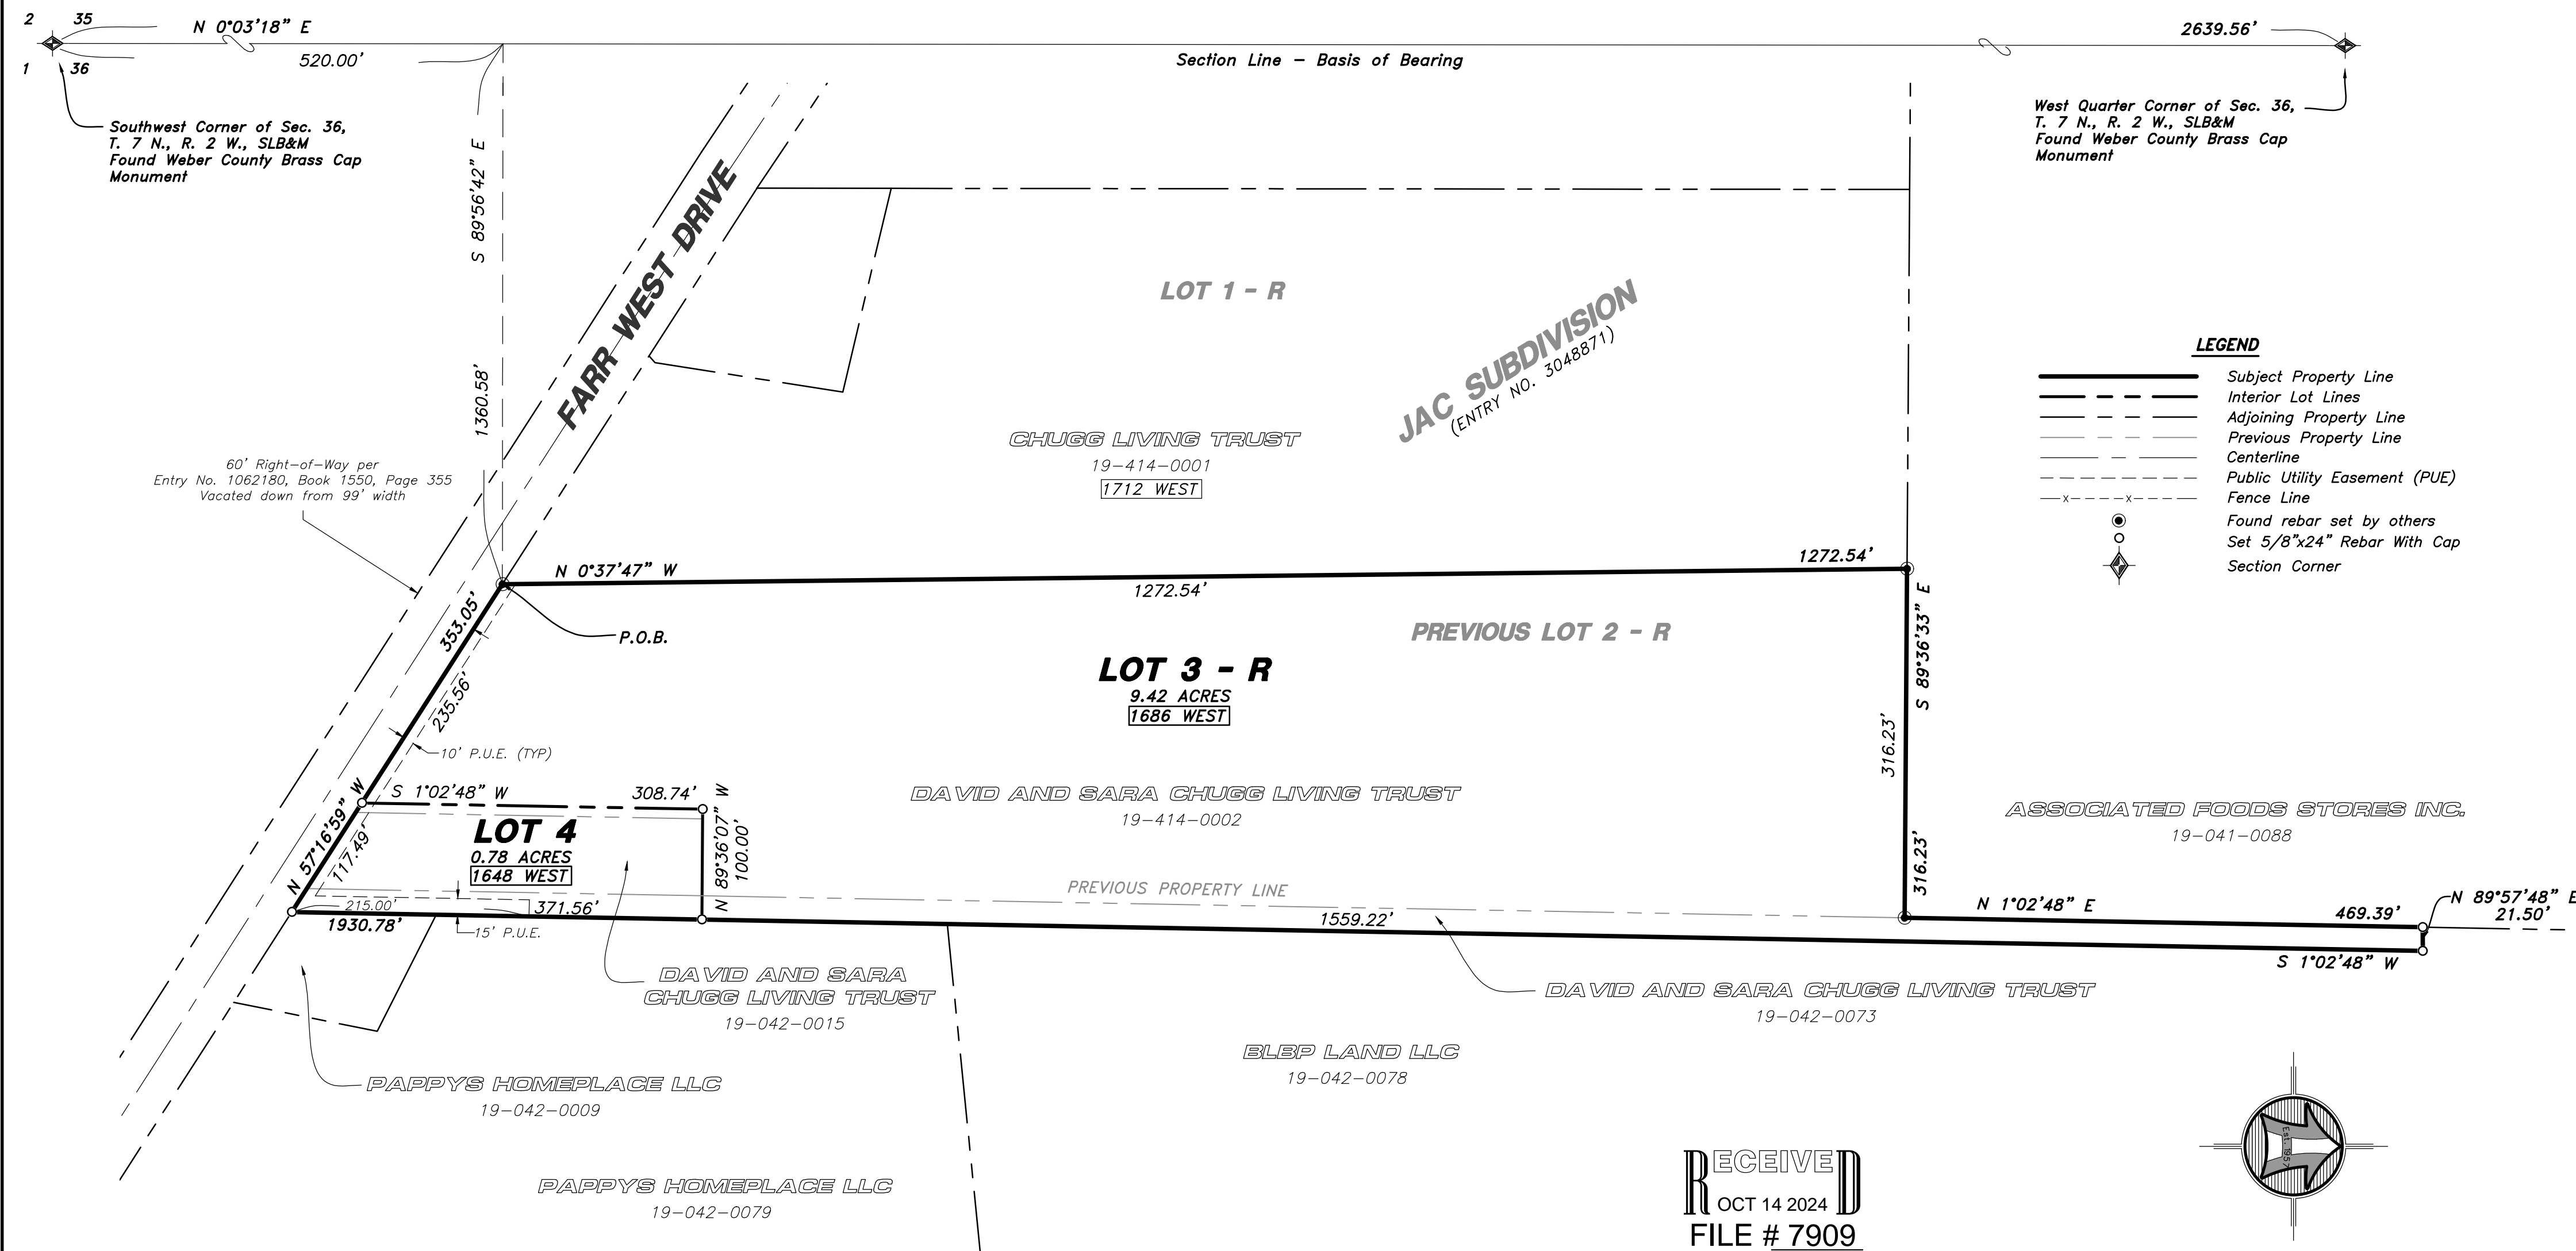 2 35
N 0°03'18" E
2639.56'
1 36
520.00'
Section Line - Basis of Bearing
Southwest Corner of Sec. 36,
T. 7 N., R. 2 W., SLB&M
Found Weber County Brass Cap
Monument
West Quarter Corner of Sec. 36,
T. 7 N., R. 2 W., SLB&M
Found Weber County Brass Cap
Monument
S 89°56'42" E
1360.58'
FARR WEST DRIVE
LOT 1 - R
JAC SUBDIVISION
(ENTRY NO. 3048871)
CHUGG LIVING TRUST
19-414-0001
1712 WEST
LEGEND
Subject Property Line
Interior Lot Lines
Adjoining Property Line
Previous Property Line
Centerline
Public Utility Easement (PUE)
x x Fence Line
Found rebar set by others
Set 5/8"x24" Rebar With Cap
Section Corner
60' Right-of-Way per
Entry No. 1062180, Book 1550, Page 355
Vacated down from 99' width
N 0°37'47" W
1272.54'
1272.54'
353.05'
P.O.B.
235.56'
10' P.U.E. (TYP)
PREVIOUS LOT 2 - R
LOT 3 - R
9.42 ACRES
1686 WEST
S 89°36'33" E
316.23'
316.23'
DAVID AND SARA CHUGG LIVING TRUST
19-414-0002
ASSOCIATED FOODS STORES INC.
19-041-0088
N 57°16'59" W
117.49'
S 1°02'48" W
308.74'
LOT 4
0.78 ACRES
1648 WEST
N 89°36'07" W
100.00'
PREVIOUS PROPERTY LINE
215.00'
371.56'
1930.78'
15' P.U.E.
1559.22'
N 1°02'48" E
469.39'
N 89°57'48" E
21.50'
S 1°02'48" W
DAVID AND SARA
CHUGG LIVING TRUST
19-042-0015
DAVID AND SARA CHUGG LIVING TRUST
19-042-0073
BLBP LAND LLC
19-042-0078
PAPPYS HOMEPLACE LLC
19-042-0009
PAPPYS HOMEPLACE LLC
19-042-0079
RECEIVED
OCT 14 2024
FILE # 7909
Est. 1957